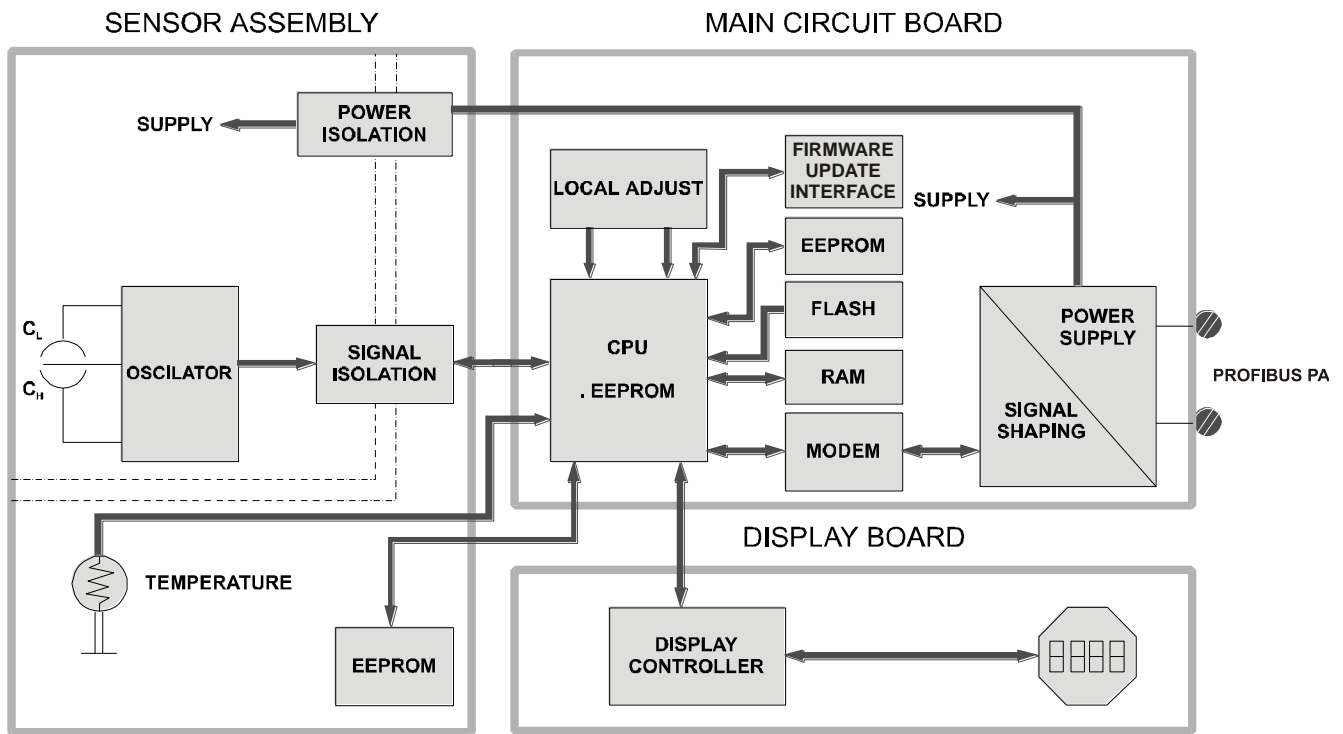 SENSOR ASSEMBLY
MAIN CIRCUIT BOARD
POWER
ISOLATION
SUPPLY
LOCAL ADJUST
FIRMWARE
UPDATE
INTERFACE
SUPPLY
EEPROM
FLASH
CL
CH
OSCILATOR
SIGNAL
ISOLATION
CPU
. EEPROM
RAM
MODEM
POWER
SUPPLY
SIGNAL
SHAPING
PROFIBUS PA
TEMPERATURE
EEPROM
DISPLAY BOARD
DISPLAY
CONTROLLER
8888